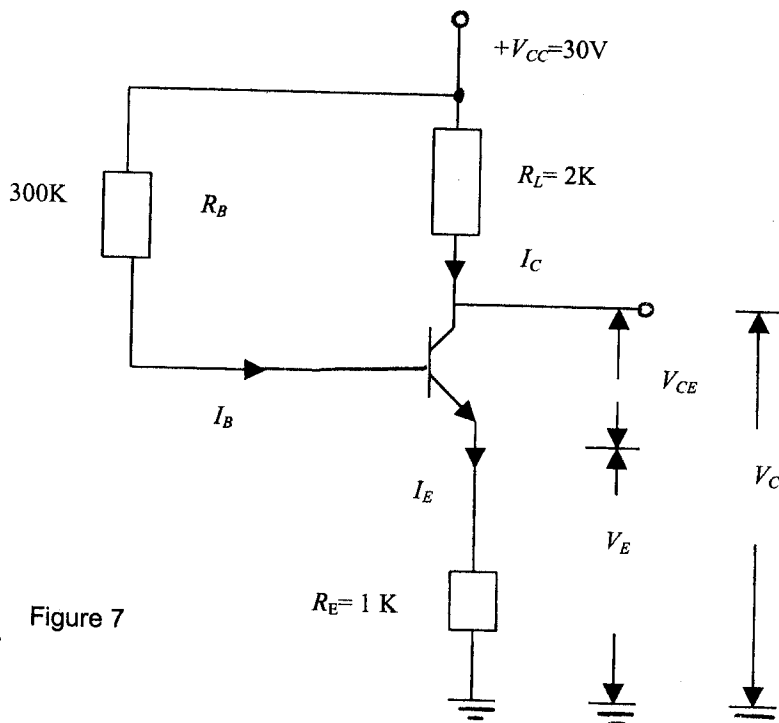 +V_CC=30V
300K
R_B
R_L= 2K
I_C
I_B
V_CE
I_E
V_E
V_C
R_E= 1 K
Figure 7